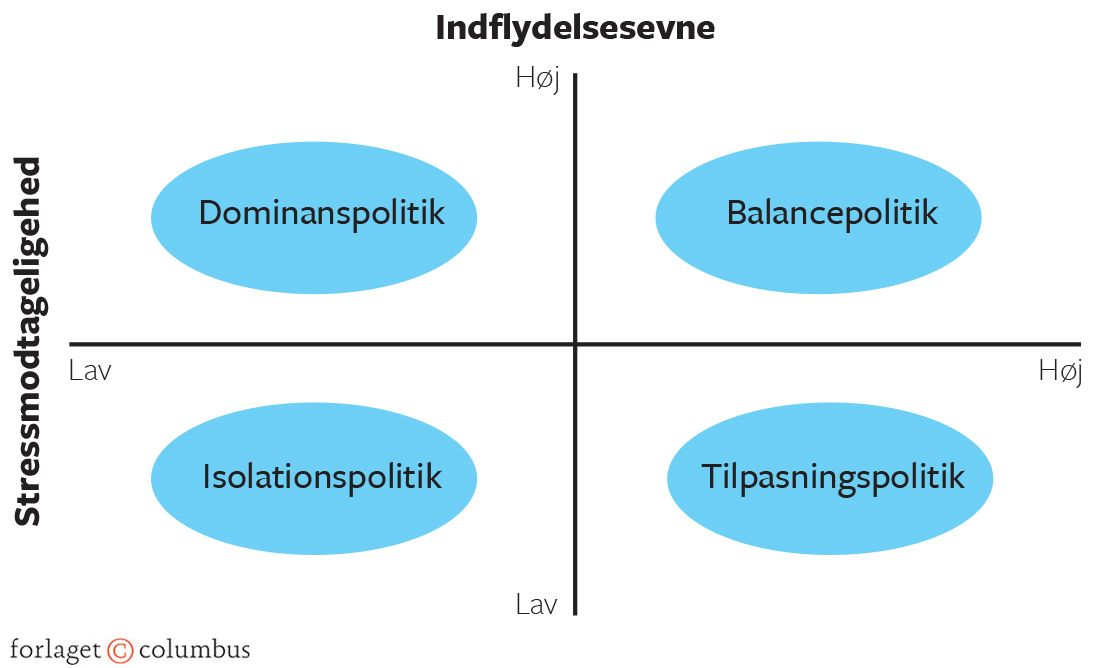 Indflydelsesevne
Høj
Stressmodtagelighed
Dominanspolitik
Balancepolitik
Lav
Høj
Isolationspolitik
Tilpasningspolitik
Lav
forlaget © columbus